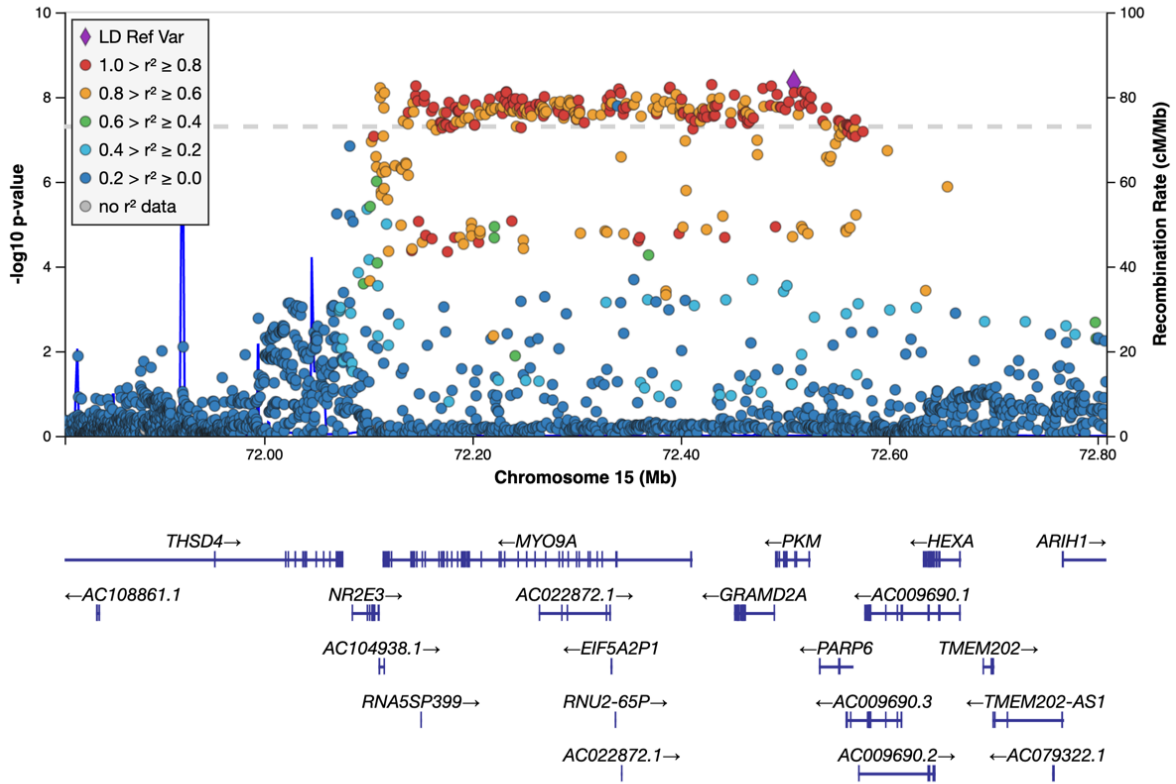 10
100
LD Ref Var
1.0 > r² ≥ 0.8
0.8 > r² ≥ 0.6
0.6 > r² ≥ 0.4
0.4 > r² ≥ 0.2
0.2 > r² ≥ 0.0
no r² data
8
80
6
60
4
40
2
20
0
0
-log10 p-value
Recombination Rate (cM/Mb)
72.00
72.20
72.40
72.60
72.80
Chromosome 15 (Mb)
THSD4→
←MYO9A
←PKM
←HEXA
ARIH1→
←AC108861.1
NR2E3→
AC022872.1→
←GRAMD2A
←AC009690.1
AC104938.1→
←EIF5A2P1
←PARP6
TMEM202→
RNA5SP399→
RNU2-65P→
←AC009690.3
←TMEM202-AS1
AC022872.1→
AC009690.2→
←AC079322.1